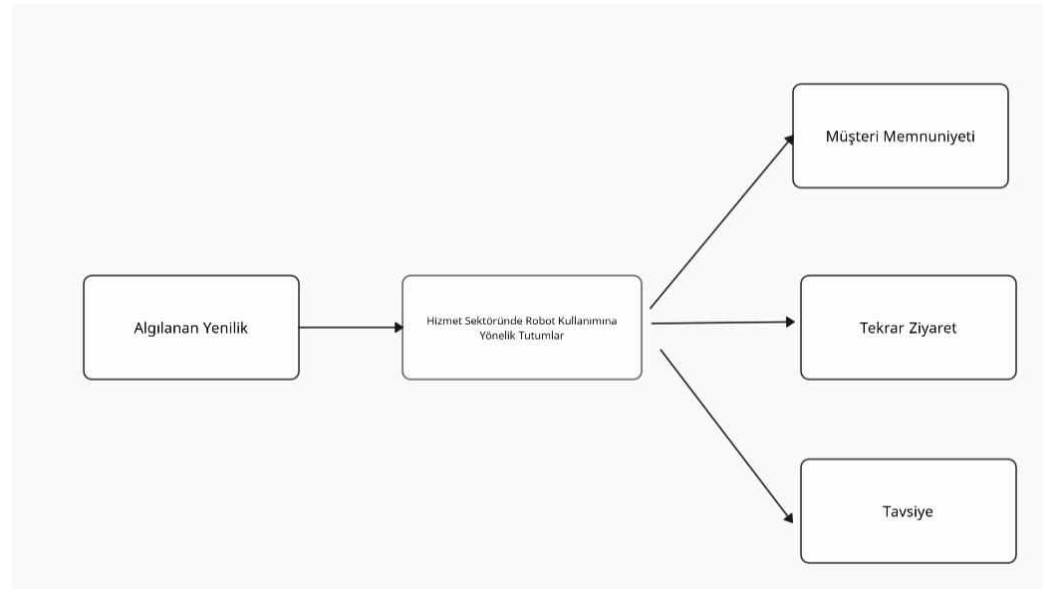 Müşteri Memnuniyeti
Algılanan Yenilik
Hizmet Sektöründe Robot Kullanımına
Yönelik Tutumlar
Tekrar Ziyaret
Tavsiye